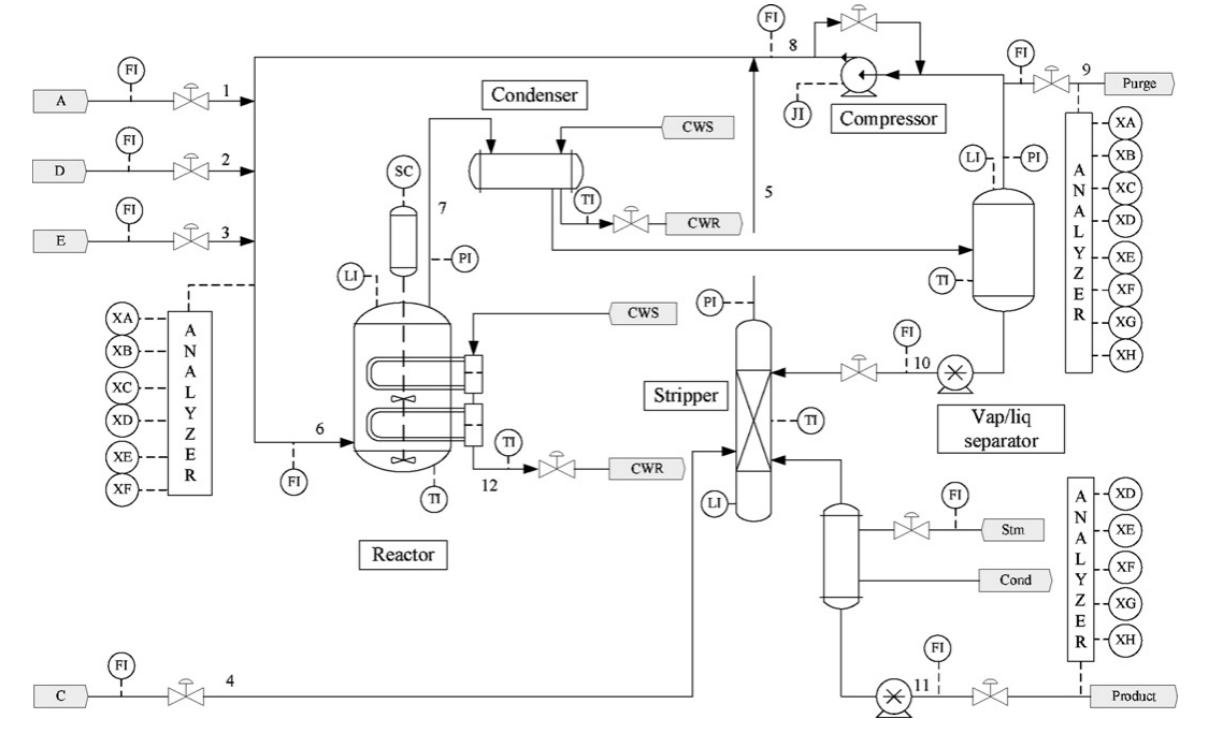 FI
8
FI
9
Purge
FI
A
1
Condenser
CWS
JI
Compressor
XA
XB
XC
XD
XE
XF
XG
XH
A
N
A
L
Y
Z
E
R
FI
D
2
SC
LI
PI
FI
E
3
7
TI
CWR
5
LI
PI
TI
XA
XB
XC
XD
XE
XF
A
N
A
L
Y
Z
E
R
CWS
PI
FI
10
Stripper
TI
Vap/liq
separator
6
FI
TI
12
TI
CWR
LI
Reactor
FI
Stm
Cond
A
N
A
L
Y
Z
E
R
XD
XE
XF
XG
XH
FI
C
4
FI
11
Product